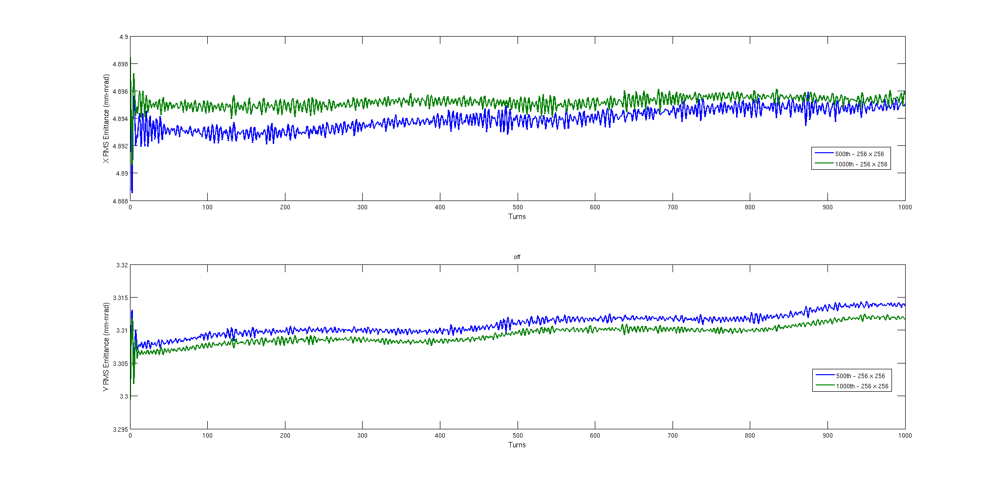 4.9
4.898
4.896
4.894
4.892
4.89
4.888
X RMS Emittance (mm-mrad)
500th - 256 x 256
1000th - 256 x 256
0 100 200 300 400 500 600 700 800 900 1000
Turns
off
3.32
3.315
3.31
3.305
3.3
3.295
Y RMS Emittance (mm-mrad)
500th - 256 x 256
1000th - 256 x 256
0 100 200 300 400 500 600 700 800 900 1000
Turns